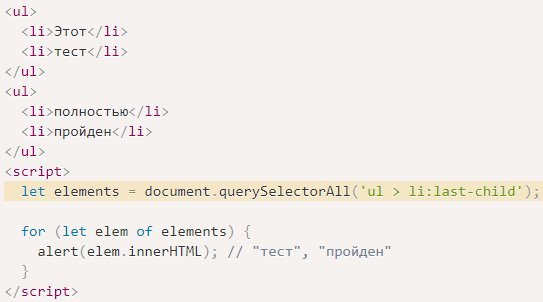 <ul>
  <li>Этот</li>
  <li>тест</li>
</ul>
<ul>
  <li>полностью</li>
  <li>пройден</li>
</ul>
<script>
  let elements = document.querySelectorAll('ul > li:last-child');

  for (let elem of elements) {
    alert(elem.innerHTML); // "тест", "пройден"
  }
</script>